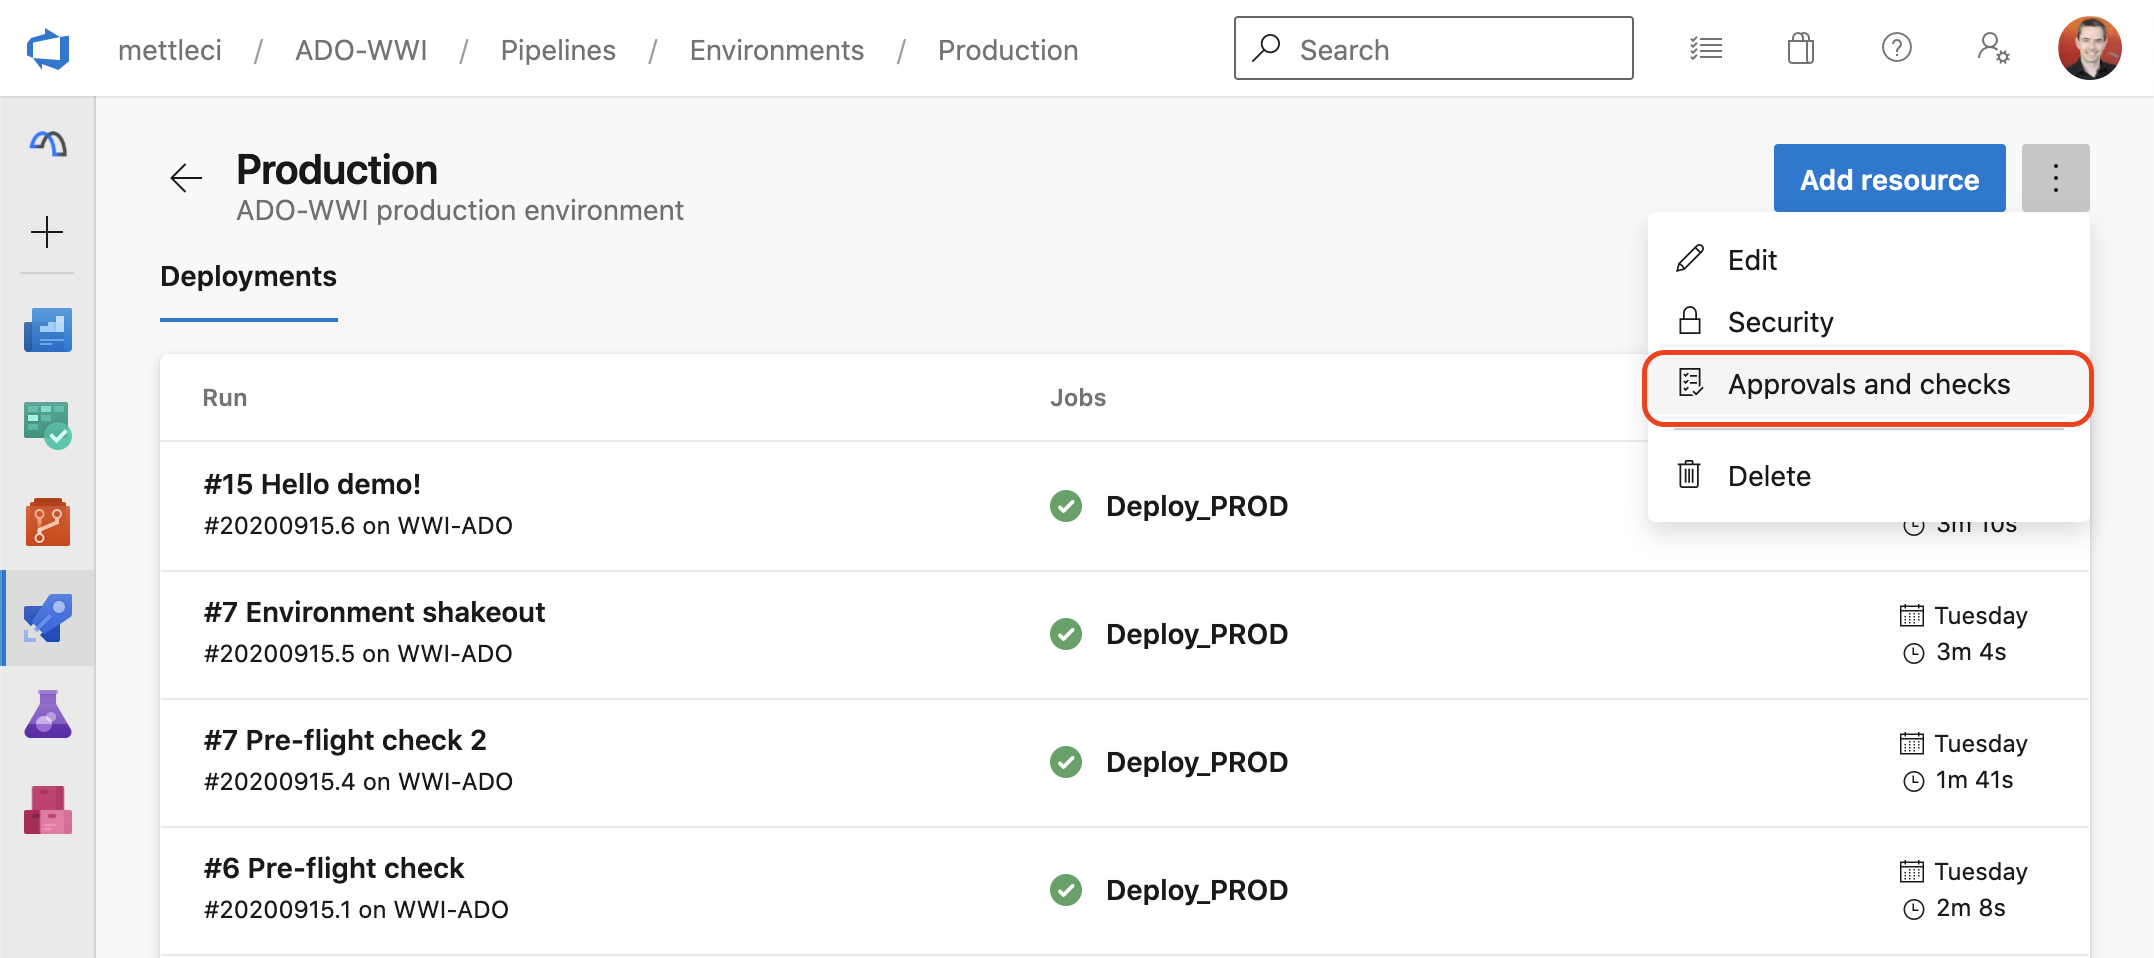 mettleci / ADO-WWI / Pipelines / Environments / Production
Search
Production
ADO-WWI production environment
Add resource
Edit
Security
Approvals and checks
Delete
Deployments
Run Jobs
#15 Hello demo!
#20200915.6 on WWI-ADO
Deploy_PROD
3m 10s
#7 Environment shakeout
#20200915.5 on WWI-ADO
Deploy_PROD
Tuesday
3m 4s
#7 Pre-flight check 2
#20200915.4 on WWI-ADO
Deploy_PROD
Tuesday
1m 41s
#6 Pre-flight check
#20200915.1 on WWI-ADO
Deploy_PROD
Tuesday
2m 8s